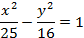 x²/25 − y²/16 = 1